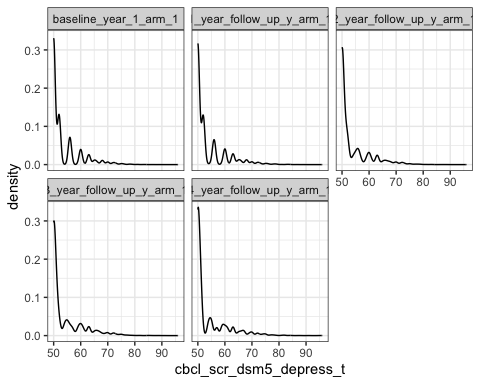 baseline_year_1_arm_1
_year_follow_up_y_arm_
2_year_follow_up_y_arm_
0.3
0.2
0.1
0.0
50 60 70 80 90
_year_follow_up_y_arm_
_year_follow_up_y_arm_
0.3
0.2
0.1
0.0
50 60 70 80 90
50 60 70 80 90
density
cbcl_scr_dsm5_depress_t